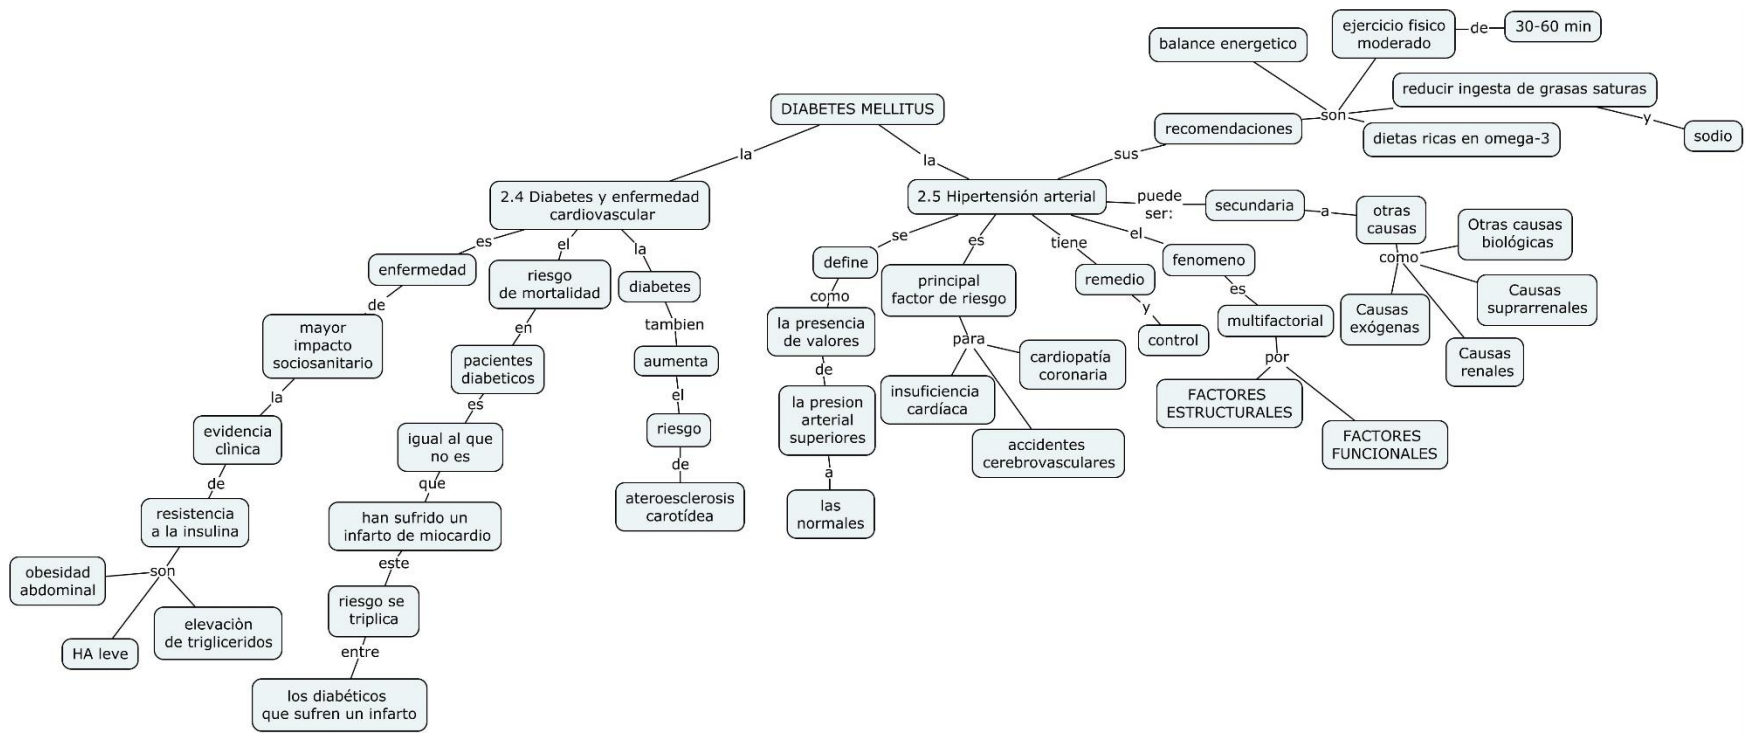 DIABETES MELLITUS
la
2.4 Diabetes y enfermedad
cardiovascular
es
enfermedad
de
mayor
impacto
sociosanitario
la
evidencia
clìnica
de
resistencia
a la insulina
son
obesidad
abdominal
HA leve
elevaciòn
de trigliceridos
el
riesgo
de mortalidad
en
pacientes
diabeticos
es
igual al que
no es
que
han sufrido un
infarto de miocardio
este
riesgo se
triplica
entre
los diabéticos
que sufren un infarto
la
diabetes
tambien
aumenta
el
riesgo
de
ateroesclerosis
carotídea
la
2.5 Hipertensión arterial
se
define
como
la presencia
de valores
de
la presion
arterial
superiores
a
las
normales
es
principal
factor de riesgo
para
insuficiencia
cardíaca
accidentes
cerebrovasculares
cardiopatía
coronaria
tiene
remedio
y
control
el
fenomeno
es
multifactorial
por
FACTORES
ESTRUCTURALES
FACTORES
FUNCIONALES
puede
ser:
secundaria
a
otras
causas
como
Otras causas
biológicas
Causas
suprarrenales
Causas
exógenas
Causas
renales
sus
recomendaciones
son
balance energetico
ejercicio fisico
moderado
de
30-60 min
reducir ingesta de grasas saturas
y
sodio
dietas ricas en omega-3